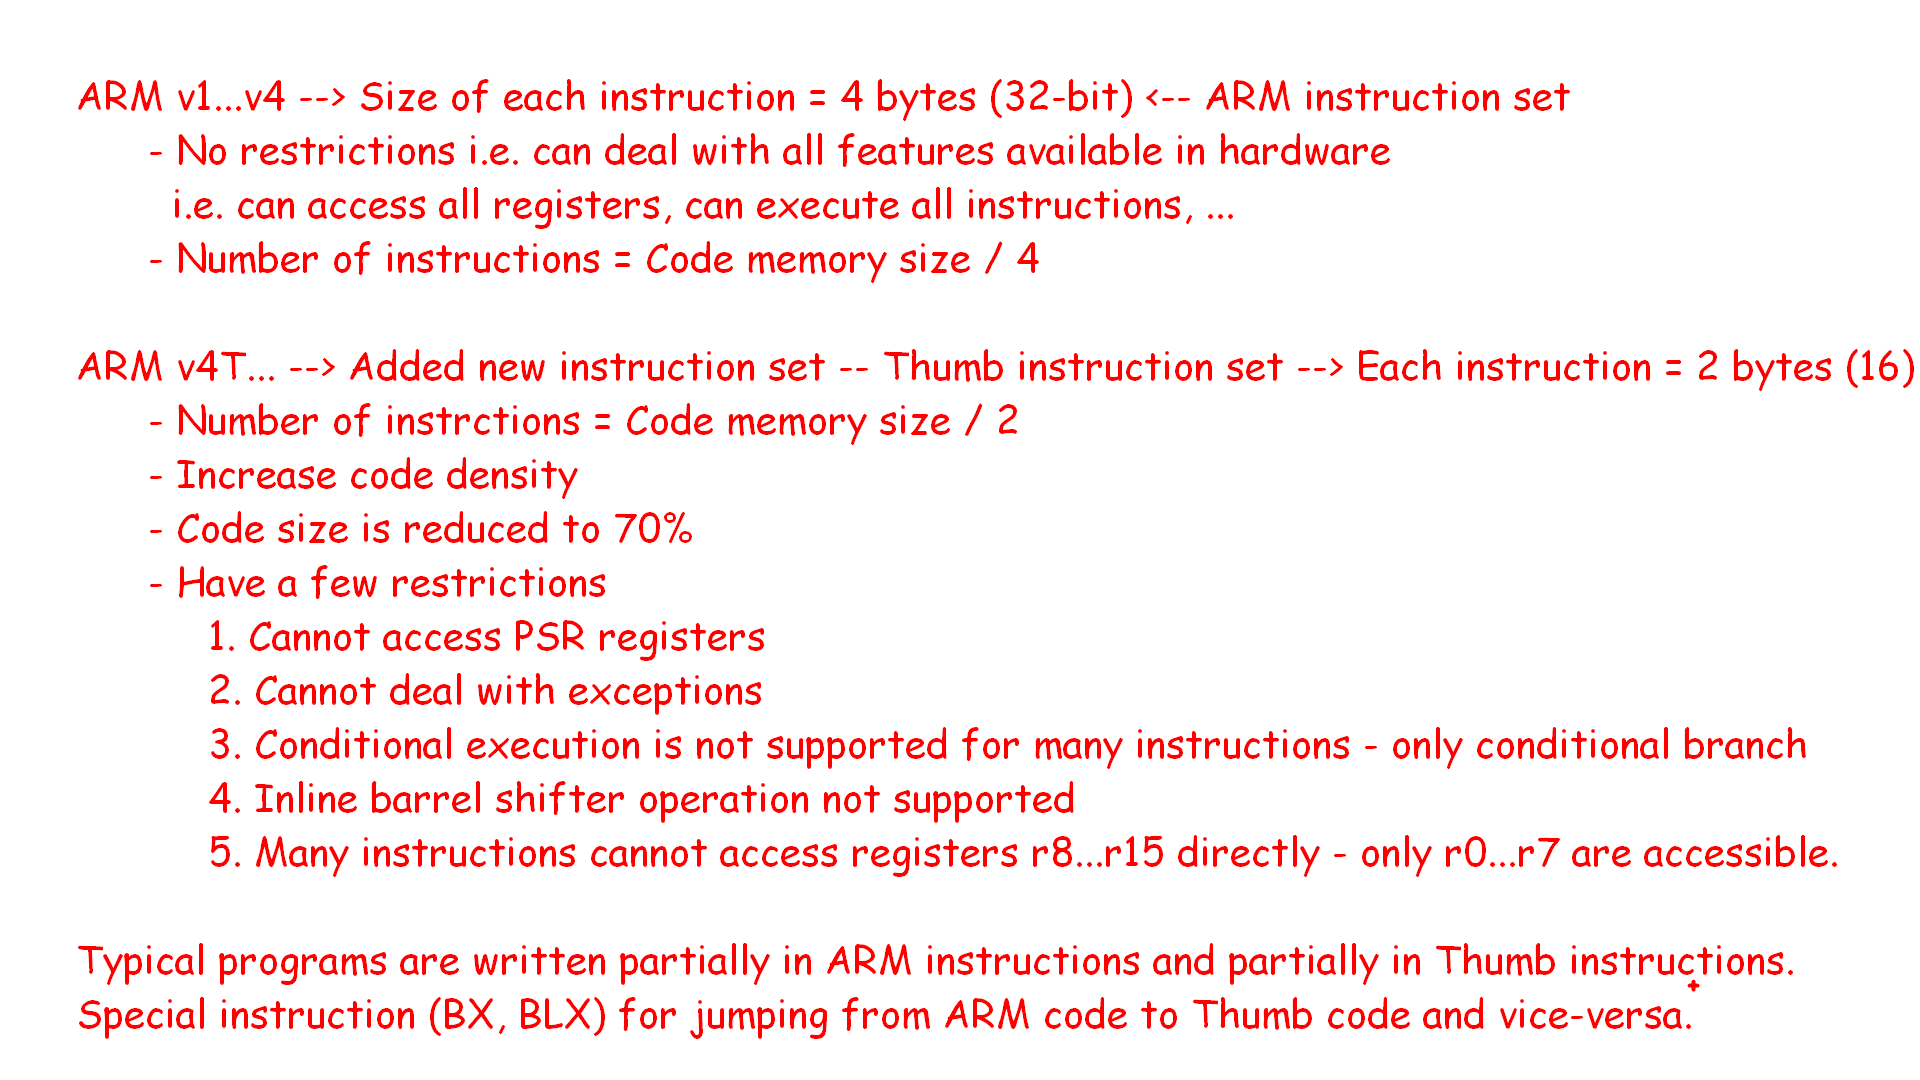 ARM v1...v4 --> Size of each instruction = 4 bytes (32-bit) <-- ARM instruction set
- No restrictions i.e. can deal with all features available in hardware
i.e. can access all registers, can execute all instructions, ...
- Number of instructions = Code memory size / 4
ARM v4T... --> Added new instruction set -- Thumb instruction set --> Each instruction = 2 bytes (16)
- Number of instrctions = Code memory size / 2
- Increase code density
- Code size is reduced to 70%
- Have a few restrictions
1. Cannot access PSR registers
2. Cannot deal with exceptions
3. Conditional execution is not supported for many instructions - only conditional branch
4. Inline barrel shifter operation not supported
5. Many instructions cannot access registers r8...r15 directly - only r0...r7 are accessible.
Typical programs are written partially in ARM instructions and partially in Thumb instructions.
Special instruction (BX, BLX) for jumping from ARM code to Thumb code and vice-versa.